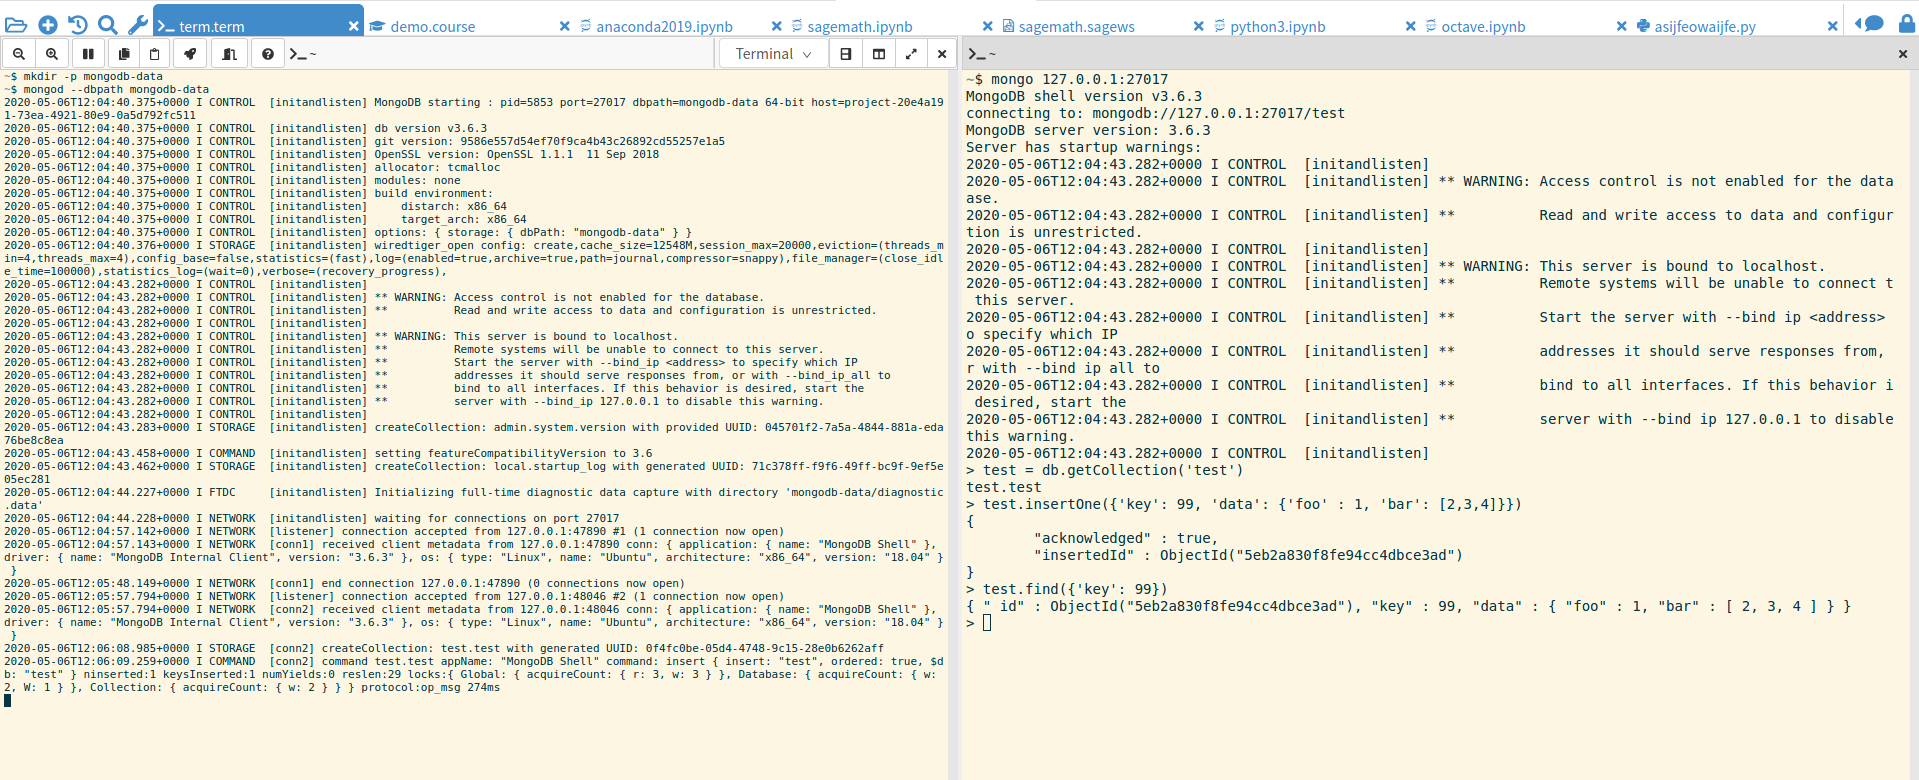 term.term
demo.course
anaconda2019.ipynb
sagemath.ipynb
sagemath.sagews
python3.ipynb
octave.ipynb
asijfeowaijfe.py
~
Terminal
~
~$ mkdir -p mongodb-data
~$ mongod --dbpath mongodb-data
2020-05-06T12:04:40.375+0000 I CONTROL  [initandlisten] MongoDB starting : pid=5853 port=27017 dbpath=mongodb-data 64-bit host=project-20e4a19
1-73ea-4921-80e9-0a5d792fc511
2020-05-06T12:04:40.375+0000 I CONTROL  [initandlisten] db version v3.6.3
2020-05-06T12:04:40.375+0000 I CONTROL  [initandlisten] git version: 9586e557d54ef70f9ca4b43c26892cd55257e1a5
2020-05-06T12:04:40.375+0000 I CONTROL  [initandlisten] OpenSSL version: OpenSSL 1.1.1  11 Sep 2018
2020-05-06T12:04:40.375+0000 I CONTROL  [initandlisten] allocator: tcmalloc
2020-05-06T12:04:40.375+0000 I CONTROL  [initandlisten] modules: none
2020-05-06T12:04:40.375+0000 I CONTROL  [initandlisten] build environment:
2020-05-06T12:04:40.375+0000 I CONTROL  [initandlisten]     distarch: x86_64
2020-05-06T12:04:40.375+0000 I CONTROL  [initandlisten]     target_arch: x86_64
2020-05-06T12:04:40.375+0000 I CONTROL  [initandlisten] options: { storage: { dbPath: "mongodb-data" } }
2020-05-06T12:04:40.376+0000 I STORAGE  [initandlisten] wiredtiger_open config: create,cache_size=12548M,session_max=20000,eviction=(threads_m
in=4,threads_max=4),config_base=false,statistics=(fast),log=(enabled=true,archive=true,path=journal,compressor=snappy),file_manager=(close_idl
e_time=100000),statistics_log=(wait=0),verbose=(recovery_progress),
2020-05-06T12:04:43.282+0000 I CONTROL  [initandlisten]
2020-05-06T12:04:43.282+0000 I CONTROL  [initandlisten] ** WARNING: Access control is not enabled for the database.
2020-05-06T12:04:43.282+0000 I CONTROL  [initandlisten] **          Read and write access to data and configuration is unrestricted.
2020-05-06T12:04:43.282+0000 I CONTROL  [initandlisten]
2020-05-06T12:04:43.282+0000 I CONTROL  [initandlisten] ** WARNING: This server is bound to localhost.
2020-05-06T12:04:43.282+0000 I CONTROL  [initandlisten] **          Remote systems will be unable to connect to this server.
2020-05-06T12:04:43.282+0000 I CONTROL  [initandlisten] **          Start the server with --bind_ip <address> to specify which IP
2020-05-06T12:04:43.282+0000 I CONTROL  [initandlisten] **          addresses it should serve responses from, or with --bind_ip_all to
2020-05-06T12:04:43.282+0000 I CONTROL  [initandlisten] **          bind to all interfaces. If this behavior is desired, start the
2020-05-06T12:04:43.282+0000 I CONTROL  [initandlisten] **          server with --bind_ip 127.0.0.1 to disable this warning.
2020-05-06T12:04:43.282+0000 I CONTROL  [initandlisten]
2020-05-06T12:04:43.283+0000 I STORAGE  [initandlisten] createCollection: admin.system.version with provided UUID: 045701f2-7a5a-4844-881a-eda
76be8c8ea
2020-05-06T12:04:43.458+0000 I COMMAND  [initandlisten] setting featureCompatibilityVersion to 3.6
2020-05-06T12:04:43.462+0000 I STORAGE  [initandlisten] createCollection: local.startup_log with generated UUID: 71c378ff-f9f6-49ff-bc9f-9ef5e
05ec281
2020-05-06T12:04:44.227+0000 I FTDC     [initandlisten] Initializing full-time diagnostic data capture with directory 'mongodb-data/diagnostic
.data'
2020-05-06T12:04:44.228+0000 I NETWORK  [initandlisten] waiting for connections on port 27017
2020-05-06T12:04:57.142+0000 I NETWORK  [listener] connection accepted from 127.0.0.1:47890 #1 (1 connection now open)
2020-05-06T12:04:57.143+0000 I NETWORK  [conn1] received client metadata from 127.0.0.1:47890 conn: { application: { name: "MongoDB Shell" },
driver: { name: "MongoDB Internal Client", version: "3.6.3" }, os: { type: "Linux", name: "Ubuntu", architecture: "x86_64", version: "18.04" }
 }
2020-05-06T12:05:48.149+0000 I NETWORK  [conn1] end connection 127.0.0.1:47890 (0 connections now open)
2020-05-06T12:05:57.794+0000 I NETWORK  [listener] connection accepted from 127.0.0.1:48046 #2 (1 connection now open)
2020-05-06T12:05:57.794+0000 I NETWORK  [conn2] received client metadata from 127.0.0.1:48046 conn: { application: { name: "MongoDB Shell" },
driver: { name: "MongoDB Internal Client", version: "3.6.3" }, os: { type: "Linux", name: "Ubuntu", architecture: "x86_64", version: "18.04" }
 }
2020-05-06T12:06:08.985+0000 I STORAGE  [conn2] createCollection: test.test with generated UUID: 0f4fc0be-05d4-4748-9c15-28e0b6262aff
2020-05-06T12:06:09.259+0000 I COMMAND  [conn2] command test.test appName: "MongoDB Shell" command: insert { insert: "test", ordered: true, $d
b: "test" } ninserted:1 keysInserted:1 numYields:0 reslen:29 locks:{ Global: { acquireCount: { r: 3, w: 3 } }, Database: { acquireCount: { w:
2, W: 1 } }, Collection: { acquireCount: { w: 2 } } } protocol:op_msg 274ms
~$ mongo 127.0.0.1:27017
MongoDB shell version v3.6.3
connecting to: mongodb://127.0.0.1:27017/test
MongoDB server version: 3.6.3
Server has startup warnings:
2020-05-06T12:04:43.282+0000 I CONTROL  [initandlisten]
2020-05-06T12:04:43.282+0000 I CONTROL  [initandlisten] ** WARNING: Access control is not enabled for the data
ase.
2020-05-06T12:04:43.282+0000 I CONTROL  [initandlisten] **          Read and write access to data and configur
tion is unrestricted.
2020-05-06T12:04:43.282+0000 I CONTROL  [initandlisten]
2020-05-06T12:04:43.282+0000 I CONTROL  [initandlisten] ** WARNING: This server is bound to localhost.
2020-05-06T12:04:43.282+0000 I CONTROL  [initandlisten] **          Remote systems will be unable to connect t
 this server.
2020-05-06T12:04:43.282+0000 I CONTROL  [initandlisten] **          Start the server with --bind ip <address>
o specify which IP
2020-05-06T12:04:43.282+0000 I CONTROL  [initandlisten] **          addresses it should serve responses from,
r with --bind ip all to
2020-05-06T12:04:43.282+0000 I CONTROL  [initandlisten] **          bind to all interfaces. If this behavior i
 desired, start the
2020-05-06T12:04:43.282+0000 I CONTROL  [initandlisten] **          server with --bind ip 127.0.0.1 to disable
this warning.
2020-05-06T12:04:43.282+0000 I CONTROL  [initandlisten]
> test = db.getCollection('test')
test.test
> test.insertOne({'key': 99, 'data': {'foo' : 1, 'bar': [2,3,4]}})
{
        "acknowledged" : true,
        "insertedId" : ObjectId("5eb2a830f8fe94cc4dbce3ad")
}
> test.find({'key': 99})
{ " id" : ObjectId("5eb2a830f8fe94cc4dbce3ad"), "key" : 99, "data" : { "foo" : 1, "bar" : [ 2, 3, 4 ] } }
>